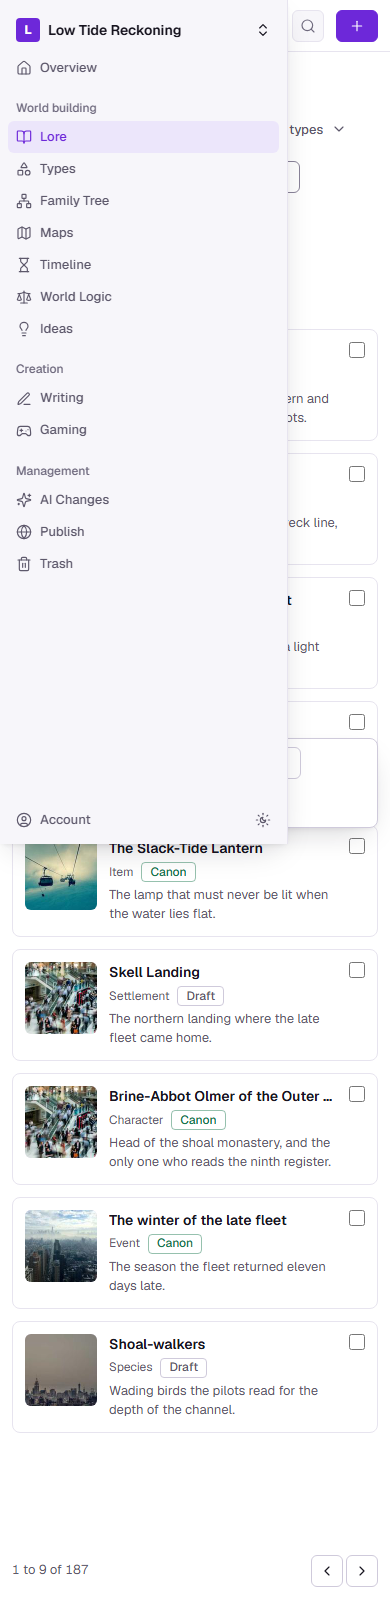 L Low Tide Reckoning
Overview
World building
Lore
Types
Family Tree
Maps
Timeline
World Logic
Ideas
Creation
Writing
Gaming
Management
AI Changes
Publish
Trash
Account
types
and
light
The Slack-Tide Lantern
Item Canon
The lamp that must never be lit when
the water lies flat.
Skell Landing
Settlement Draft
The northern landing where the late
fleet came home.
Brine-Abbot Olmer of the Outer ...
Character Canon
Head of the shoal monastery, and the
only one who reads the ninth register.
The winter of the late fleet
Event Canon
The season the fleet returned eleven
days late.
Shoal-walkers
Species Draft
Wading birds the pilots read for the
depth of the channel.
1 to 9 of 187